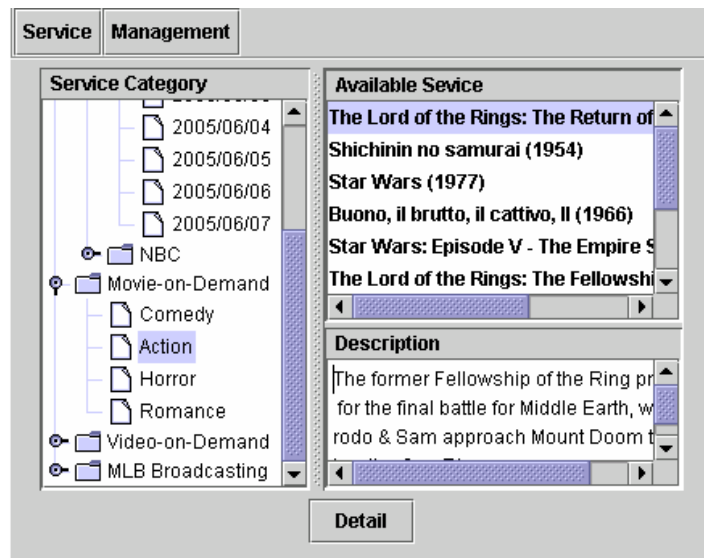 Service Management
Service Category
2005/06/04
2005/06/05
2005/06/06
2005/06/07
NBC
Movie-on-Demand
Comedy
Action
Horror
Romance
Video-on-Demand
MLB Broadcasting
Available Sevice
The Lord of the Rings: The Return of
Shichinin no samurai (1954)
Star Wars (1977)
Buono, il brutto, il cattivo, Il (1966)
Star Wars: Episode V - The Empire S
The Lord of the Rings: The Fellowshi
Description
The former Fellowship of the Ring pr
for the final battle for Middle Earth, w
rodo & Sam approach Mount Doom t
Detail